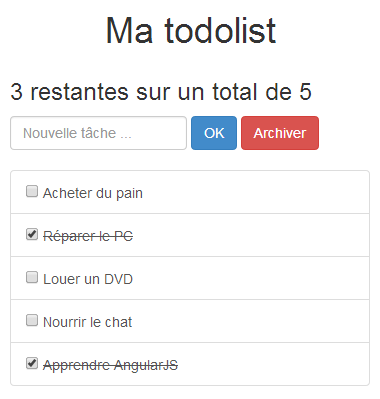 Ma todolist
3 restantes sur un total de 5
Nouvelle tâche ... OK Archiver
Acheter du pain
Réparer le PC
Louer un DVD
Nourrir le chat
Apprendre AngularJS